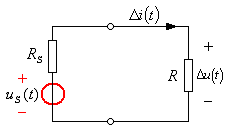 Δi(t)
R_S
+
+
u_S(t)
R
Δu(t)
−
−